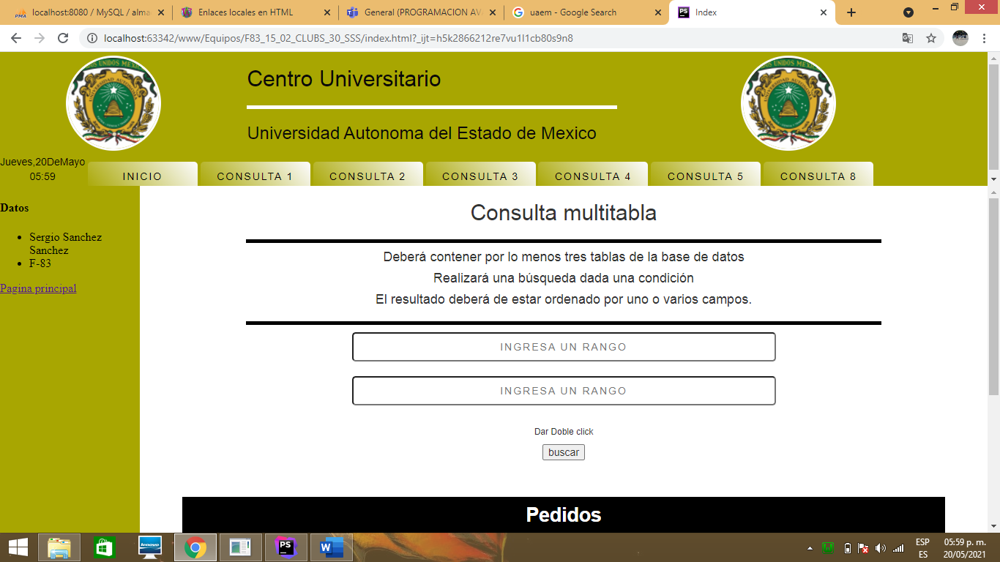 localhost:8080 / MySQL / alma
Enlaces locales en HTML
General (PROGRAMACION AVA
uaem - Google Search
Index
localhost:63342/www/Equipos/F83_15_02_CLUBS_30_SSS/index.html?_ijt=h5k2866212re7vu1l1cb80s9n8
Centro Universitario
Universidad Autonoma del Estado de Mexico
Jueves,20DeMayo
05:59
INICIO
CONSULTA 1
CONSULTA 2
CONSULTA 3
CONSULTA 4
CONSULTA 5
CONSULTA 8
Datos
Sergio Sanchez
Sanchez
F-83
Pagina principal
Consulta multitabla
Deberá contener por lo menos tres tablas de la base de datos
Realizará una búsqueda dada una condición
El resultado deberá de estar ordenado por uno o varios campos.
INGRESA UN RANGO
INGRESA UN RANGO
Dar Doble click
buscar
Pedidos
ESP
ES
05:59 p. m.
20/05/2021